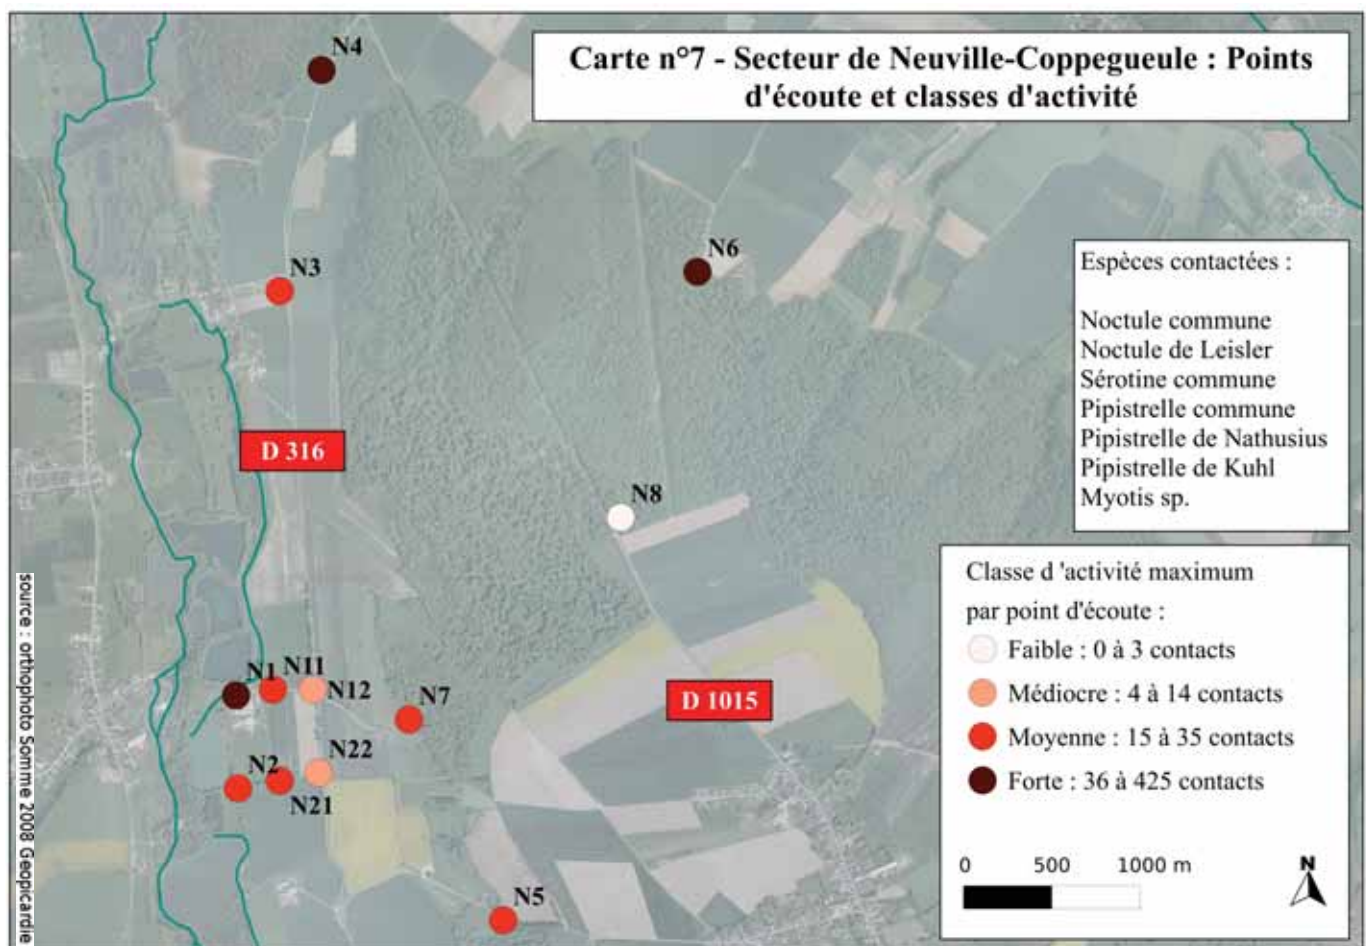 Carte n°7 - Secteur de Neuville-Coppegueule : Points
d'écoute et classes d'activité
N4
N6
N3
Espèces contactées :
Noctule commune
Noctule de Leisler
Sérotine commune
Pipistrelle commune
Pipistrelle de Nathusius
Pipistrelle de Kuhl
Myotis sp.
D 316
N8
Classe d 'activité maximum
par point d'écoute :
Faible : 0 à 3 contacts
Médiocre : 4 à 14 contacts
Moyenne : 15 à 35 contacts
Forte : 36 à 425 contacts
0 500 1000 m
N
N1
N11
N12
N7
D 1015
N2
N22
N21
N5
source : orthophoto Somme 2008 Geopicardie